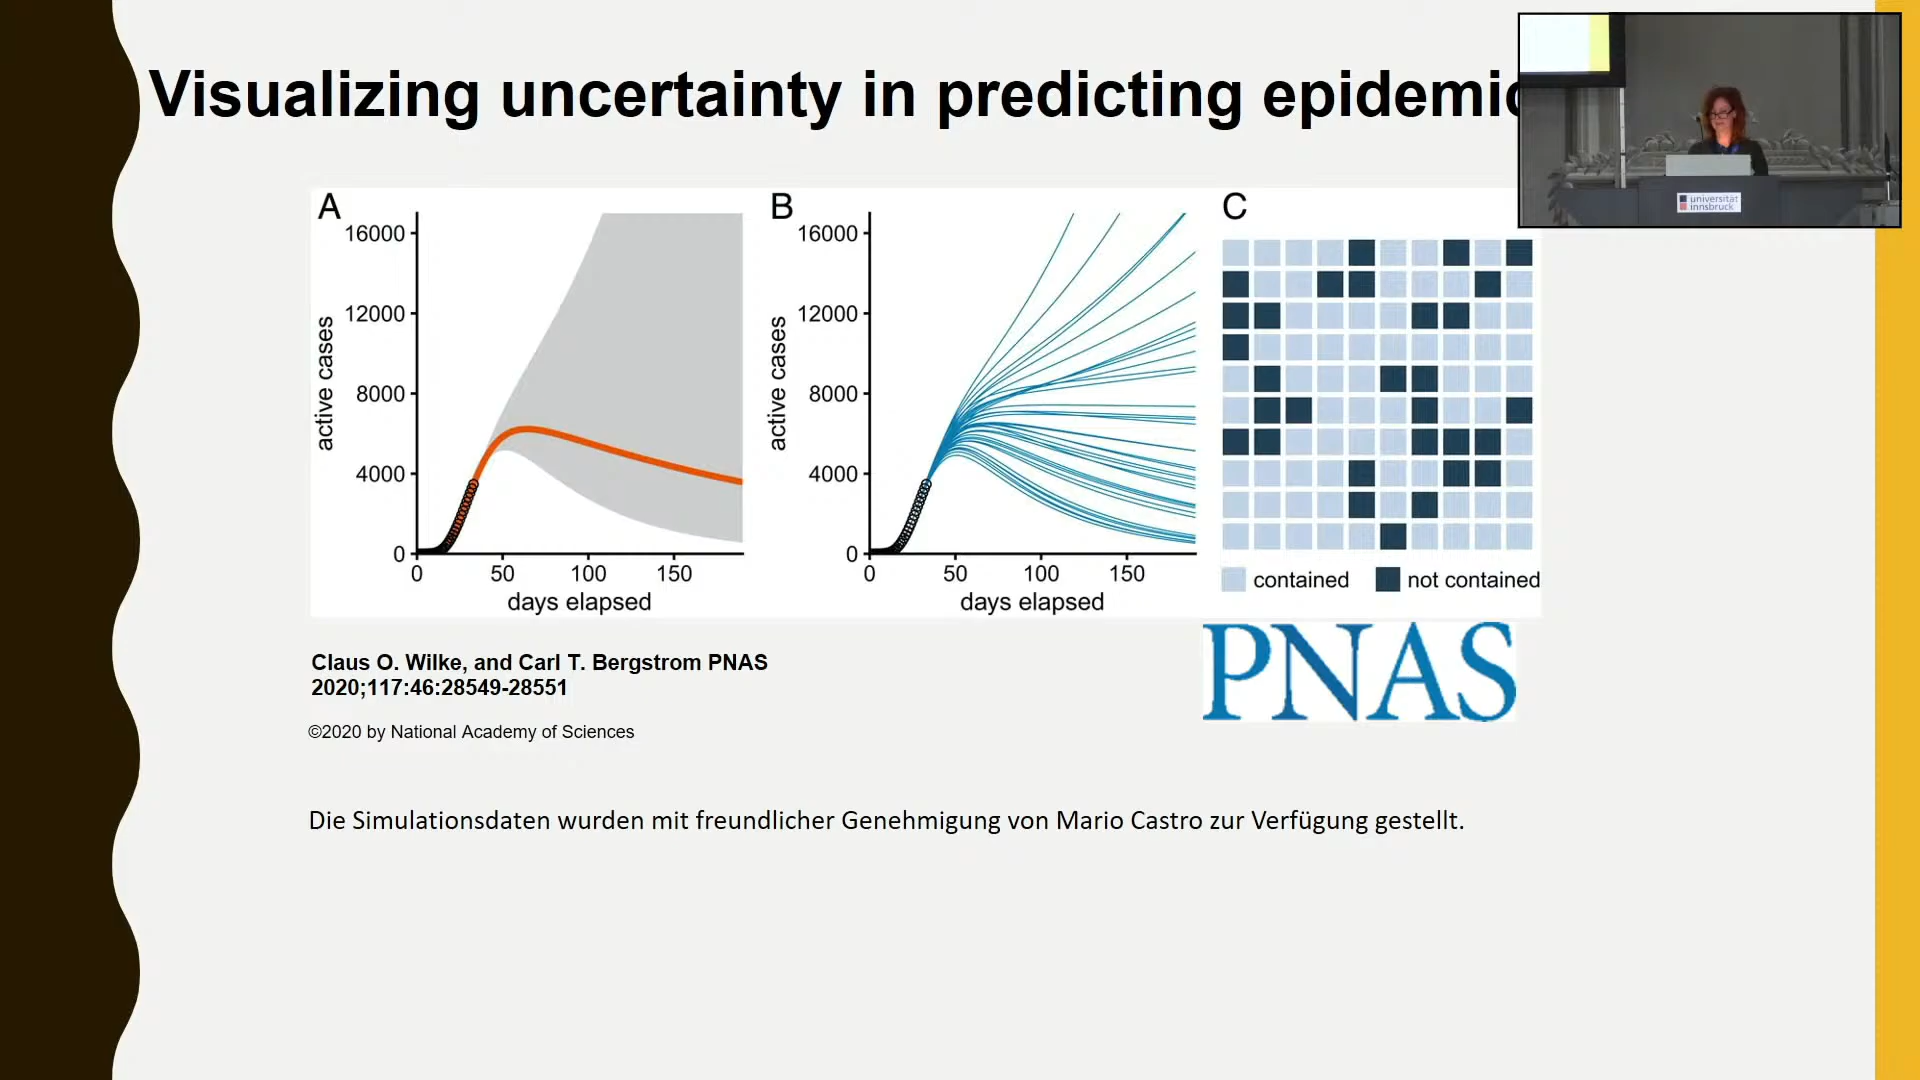 Visualizing uncertainty in predicting epidemic
A
16000
12000
8000
4000
0
active cases
0 50 100 150
days elapsed
B
16000
12000
8000
4000
0
active cases
0 50 100 150
days elapsed
C
contained not contained
Claus O. Wilke, and Carl T. Bergstrom PNAS
2020;117:46:28549-28551
PNAS
©2020 by National Academy of Sciences
Die Simulationsdaten wurden mit freundlicher Genehmigung von Mario Castro zur Verfügung gestellt.
universität
innsbruck